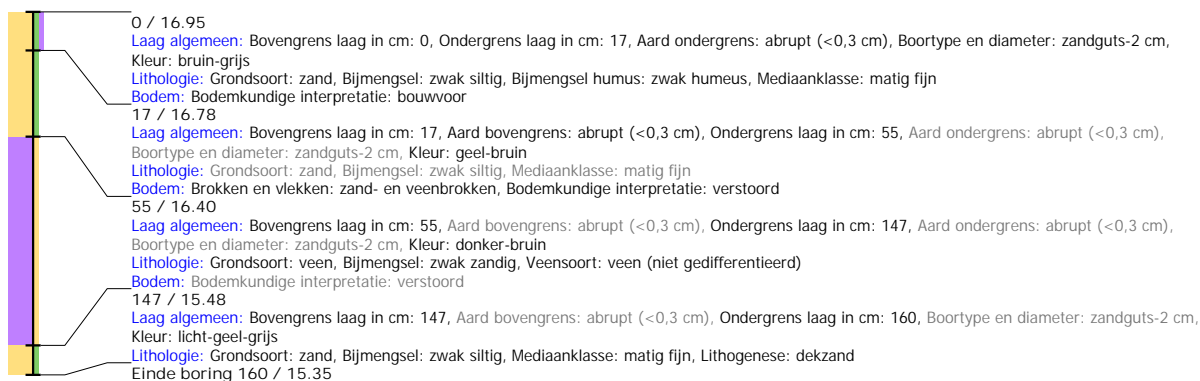 0 / 16.95
Laag algemeen: Bovengrens laag in cm: 0, Ondergrens laag in cm: 17, Aard ondergrens: abrupt (<0,3 cm), Boortype en diameter: zandguts-2 cm,
Kleur: bruin-grijs
Lithologie: Grondsoort: zand, Bijmengsel: zwak siltig, Bijmengsel humus: zwak humeus, Mediaanklasse: matig fijn
Bodem: Bodemkundige interpretatie: bouwvoor
17 / 16.78
Laag algemeen: Bovengrens laag in cm: 17, Aard bovengrens: abrupt (<0,3 cm), Ondergrens laag in cm: 55, Aard ondergrens: abrupt (<0,3 cm),
Boortype en diameter: zandguts-2 cm, Kleur: geel-bruin
Lithologie: Grondsoort: zand, Bijmengsel: zwak siltig, Mediaanklasse: matig fijn
Bodem: Brokken en vlekken: zand- en veenbrokken, Bodemkundige interpretatie: verstoord
55 / 16.40
Laag algemeen: Bovengrens laag in cm: 55, Aard bovengrens: abrupt (<0,3 cm), Ondergrens laag in cm: 147, Aard ondergrens: abrupt (<0,3 cm),
Boortype en diameter: zandguts-2 cm, Kleur: donker-bruin
Lithologie: Grondsoort: veen, Bijmengsel: zwak zandig, Veensoort: veen (niet gedifferentieerd)
Bodem: Bodemkundige interpretatie: verstoord
147 / 15.48
Laag algemeen: Bovengrens laag in cm: 147, Aard bovengrens: abrupt (<0,3 cm), Ondergrens laag in cm: 160, Boortype en diameter: zandguts-2 cm,
Kleur: licht-geel-grijs
Lithologie: Grondsoort: zand, Bijmengsel: zwak siltig, Mediaanklasse: matig fijn, Lithogenese: dekzand
Einde boring 160 / 15.35